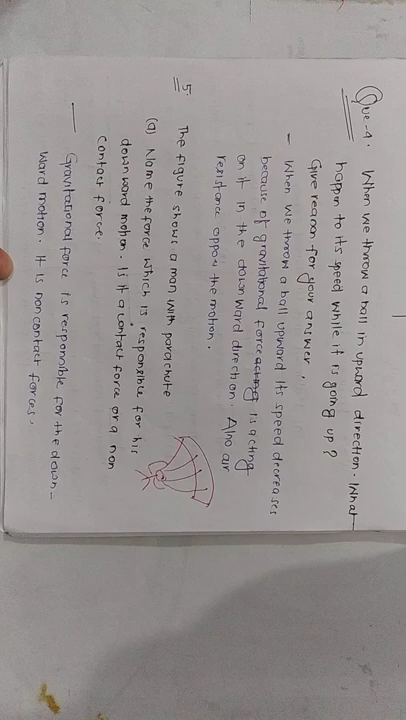 Que-4. When we throw a ball in upward direction. What
happen to its speed while it is going up?
Give reason for your answer.
- When we throw a ball upward its speed decreases
because of gravitational force acting is acting
on it in the downward direction. Also air
resistance oppose the motion.
5. The figure shows a man with parachute
(a) Name the force which is responsible for his
downward motion. Is it a contact force or a non
contact force.
— Gravitational force is responsible for the down-
ward motion. It is non contact forces.